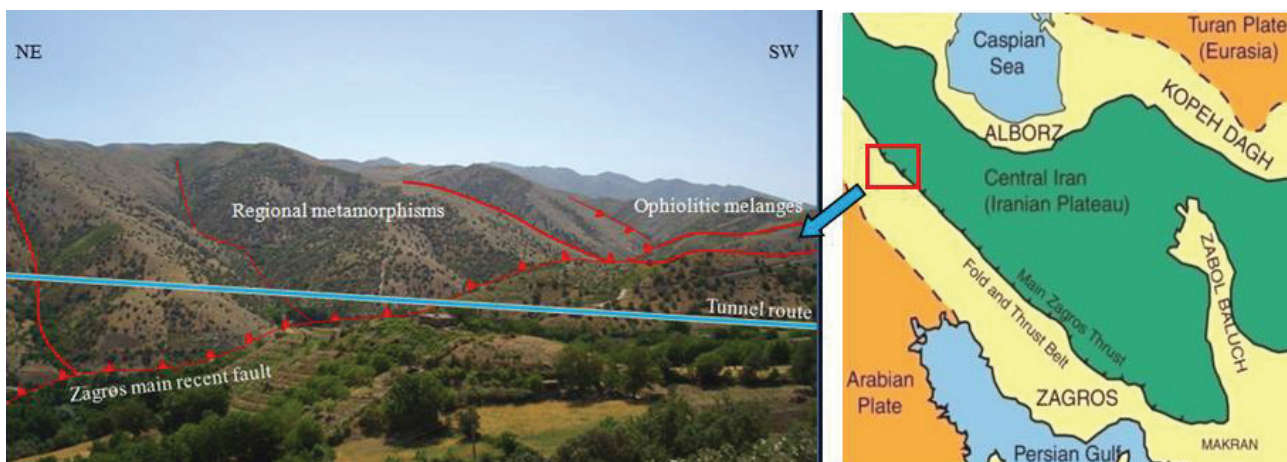 NE
SW
Regional metamorphisms
Ophiolitic melanges
Tunnel route
Zagros main recent fault
Caspian
Sea
Turan Plate
(Eurasia)
KOPEH DAGH
ALBORZ
Central Iran
(Iranian Plateau)
ZABOL BALUCH
Main Zagros Thrust
Fold and Thrust Belt
Arabian
Plate
ZAGROS
MAKRAN
Persian Gulf